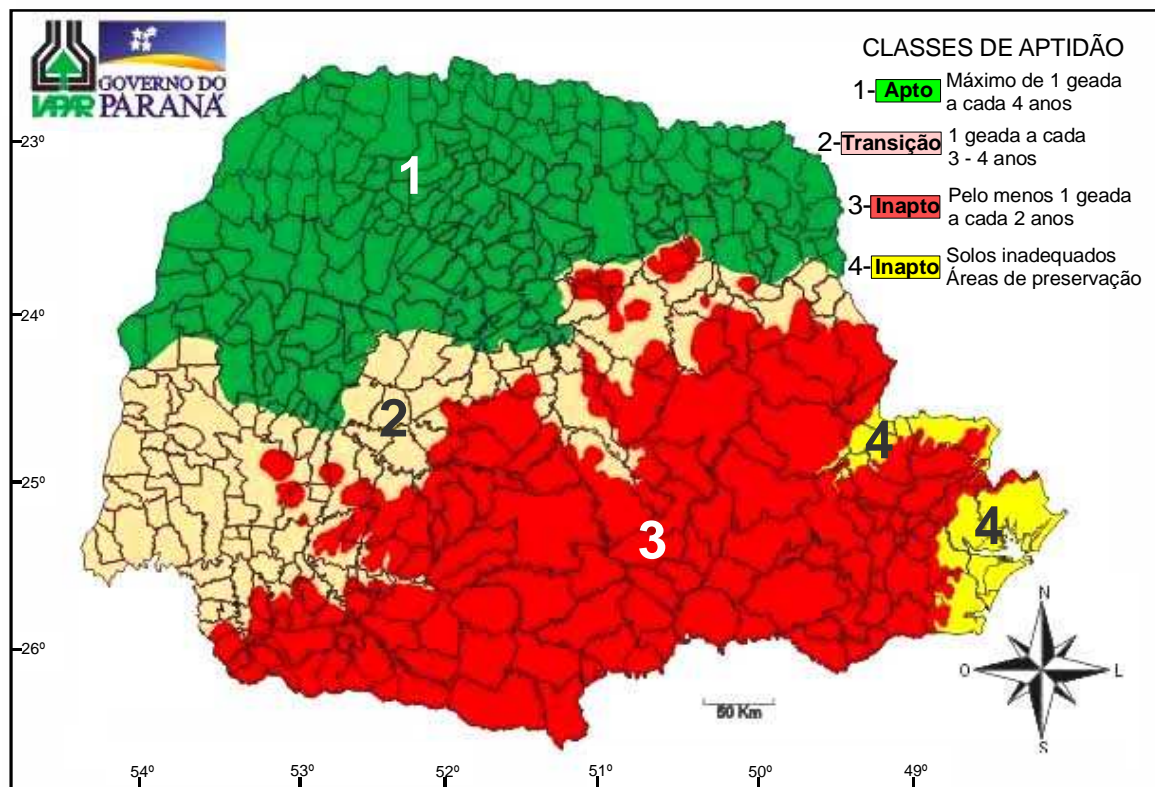 IAPAR
GOVERNO DO
PARANÁ
CLASSES DE APTIDÃO
1- Apto Máximo de 1 geada
a cada 4 anos
2- Transição 1 geada a cada
3 - 4 anos
3- Inapto Pelo menos 1 geada
a cada 2 anos
4- Inapto Solos inadequados
Áreas de preservação
23º
24º
25º
26º
1
2
3
4
4
N
O
L
S
50 Km
54º
53º
52º
51º
50º
49º